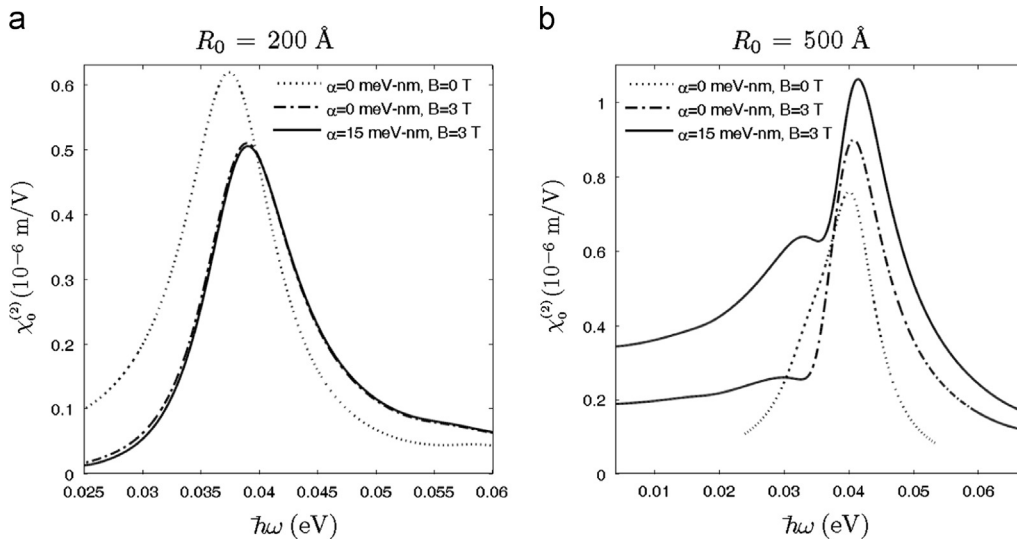 a
R₀ = 200 Å
α=0 meV-nm, B=0 T
α=0 meV-nm, B=3 T
α=15 meV-nm, B=3 T
χ₀⁽²⁾ (10⁻⁶ m/V)
0.6
0.5
0.4
0.3
0.2
0.1
0
0.025 0.03 0.035 0.04 0.045 0.05 0.055 0.06
ħω (eV)
b
R₀ = 500 Å
α=0 meV-nm, B=0 T
α=0 meV-nm, B=3 T
α=15 meV-nm, B=3 T
χ₀⁽²⁾ (10⁻⁶ m/V)
1
0.8
0.6
0.4
0.2
0
0.01 0.02 0.03 0.04 0.05 0.06
ħω (eV)